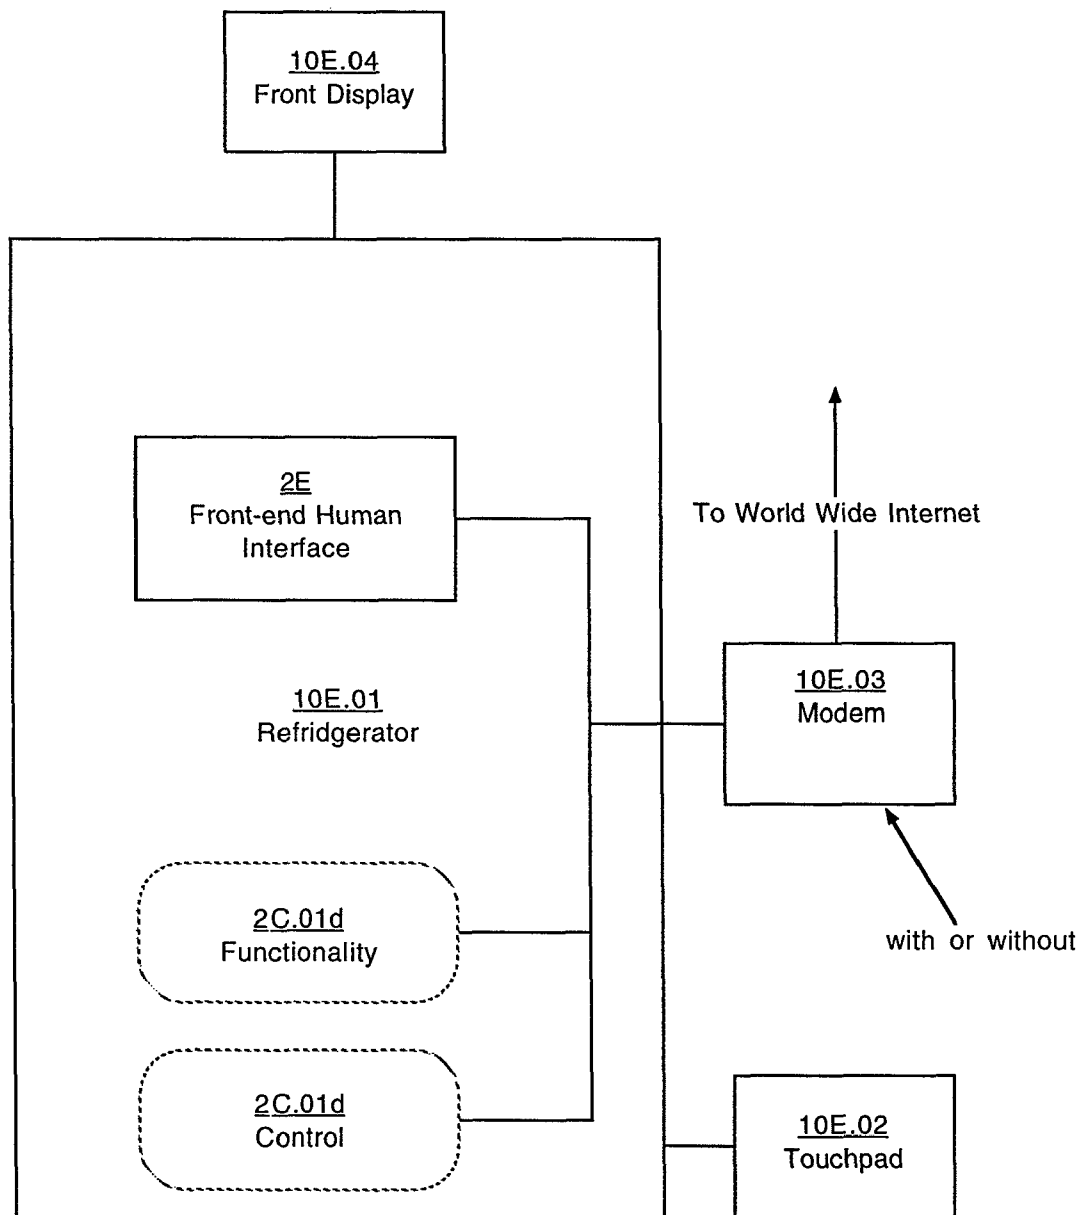 10E.04
Front Display
2E
Front-end Human
Interface
To World Wide Internet
10E.01
Refridgerator
10E.03
Modem
2C.01d
Functionality
with or without
2C.01d
Control
10E.02
Touchpad